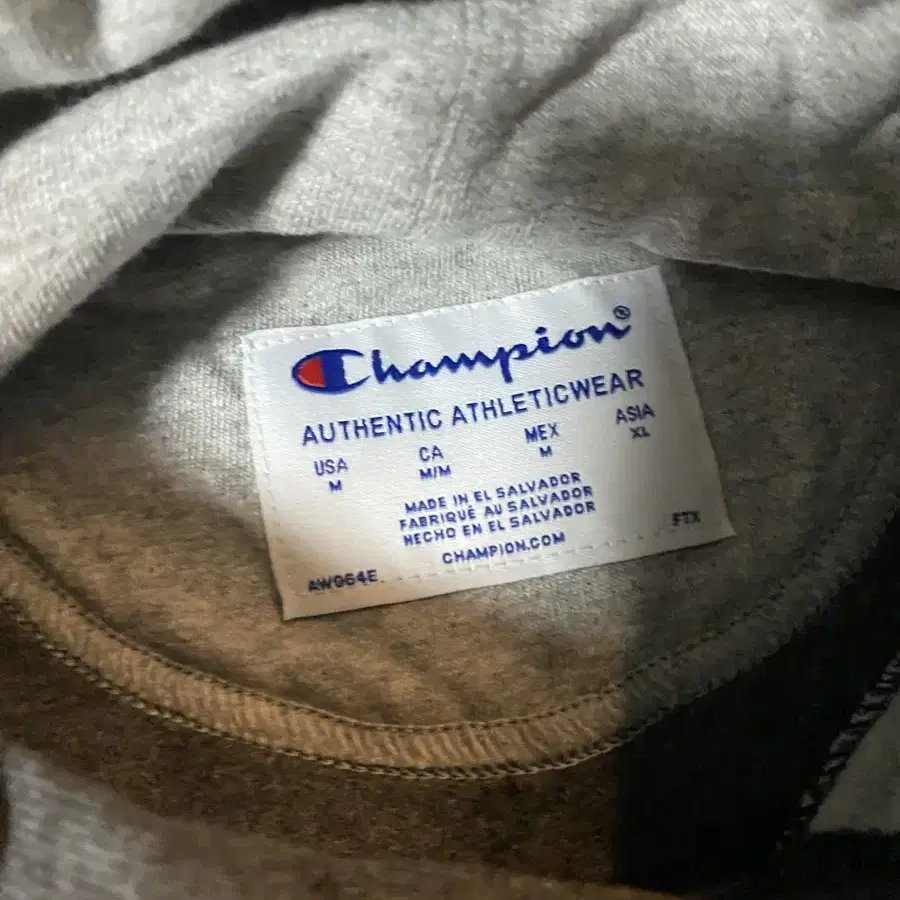 Champion®
AUTHENTIC ATHLETICWEAR
USA CA MEX ASIA
M M/M M XL
MADE IN EL SALVADOR
FABRIQUÉ AU SALVADOR
HECHO EN EL SALVADOR
CHAMPION.COM
AW964E FTX